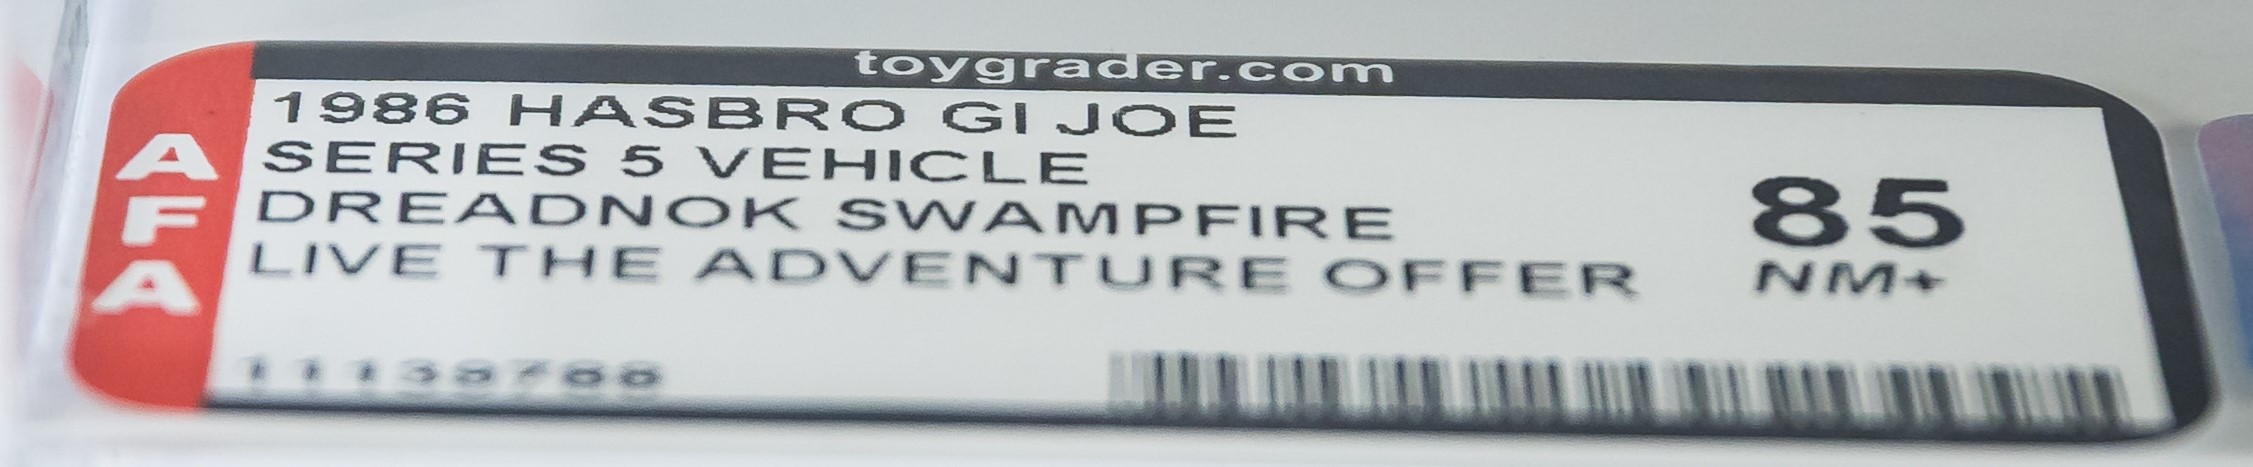 toygrader.com
AFA
1986 HASBRO GI JOE
SERIES 5 VEHICLE
DREADNOK SWAMPFIRE
LIVE THE ADVENTURE OFFER
85
NM+